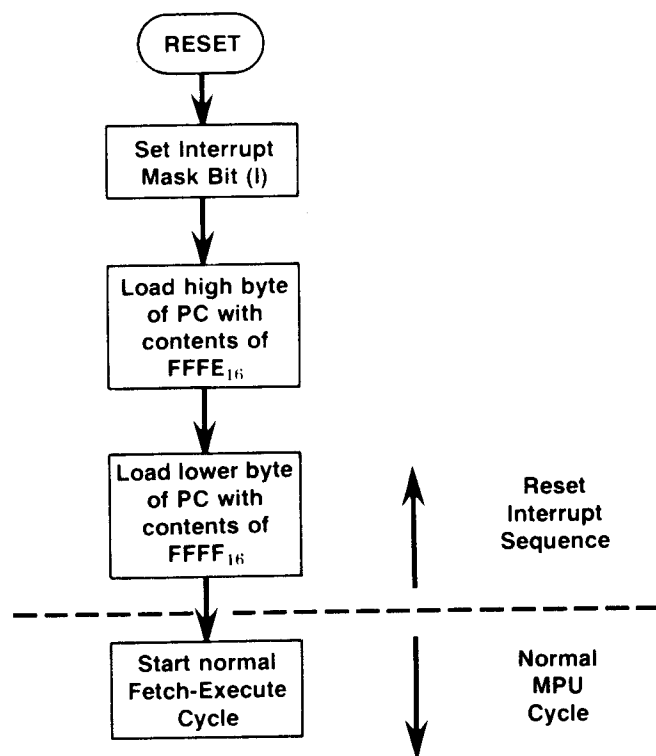 RESET
Set Interrupt
Mask Bit (I)
Load high byte
of PC with
contents of
FFFE₁₆
Load lower byte
of PC with
contents of
FFFF₁₆
Reset
Interrupt
Sequence
Start normal
Fetch-Execute
Cycle
Normal
MPU
Cycle